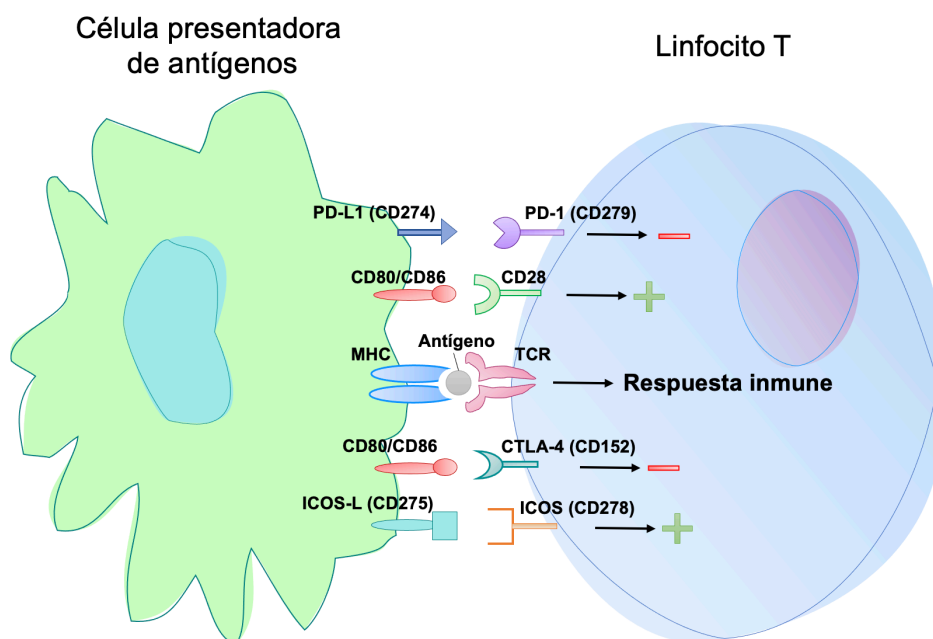 Célula presentadora
de antígenos
Linfocito T
PD-L1 (CD274)
PD-1 (CD279)
CD80/CD86
CD28
MHC
Antígeno
TCR
Respuesta inmune
CD80/CD86
CTLA-4 (CD152)
ICOS-L (CD275)
ICOS (CD278)